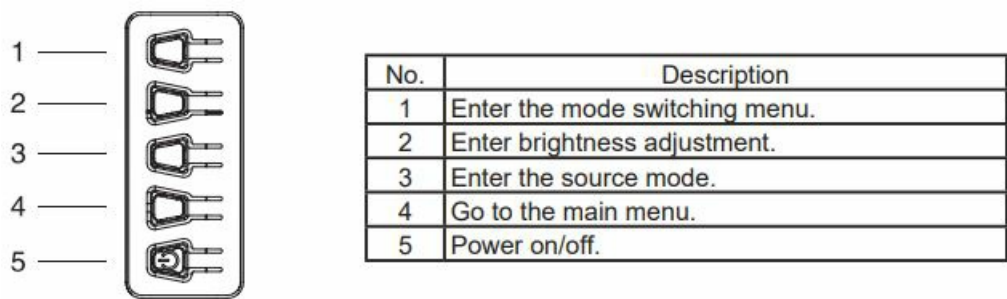 1
2
3
4
5
No. Description
1 Enter the mode switching menu.
2 Enter brightness adjustment.
3 Enter the source mode.
4 Go to the main menu.
5 Power on/off.